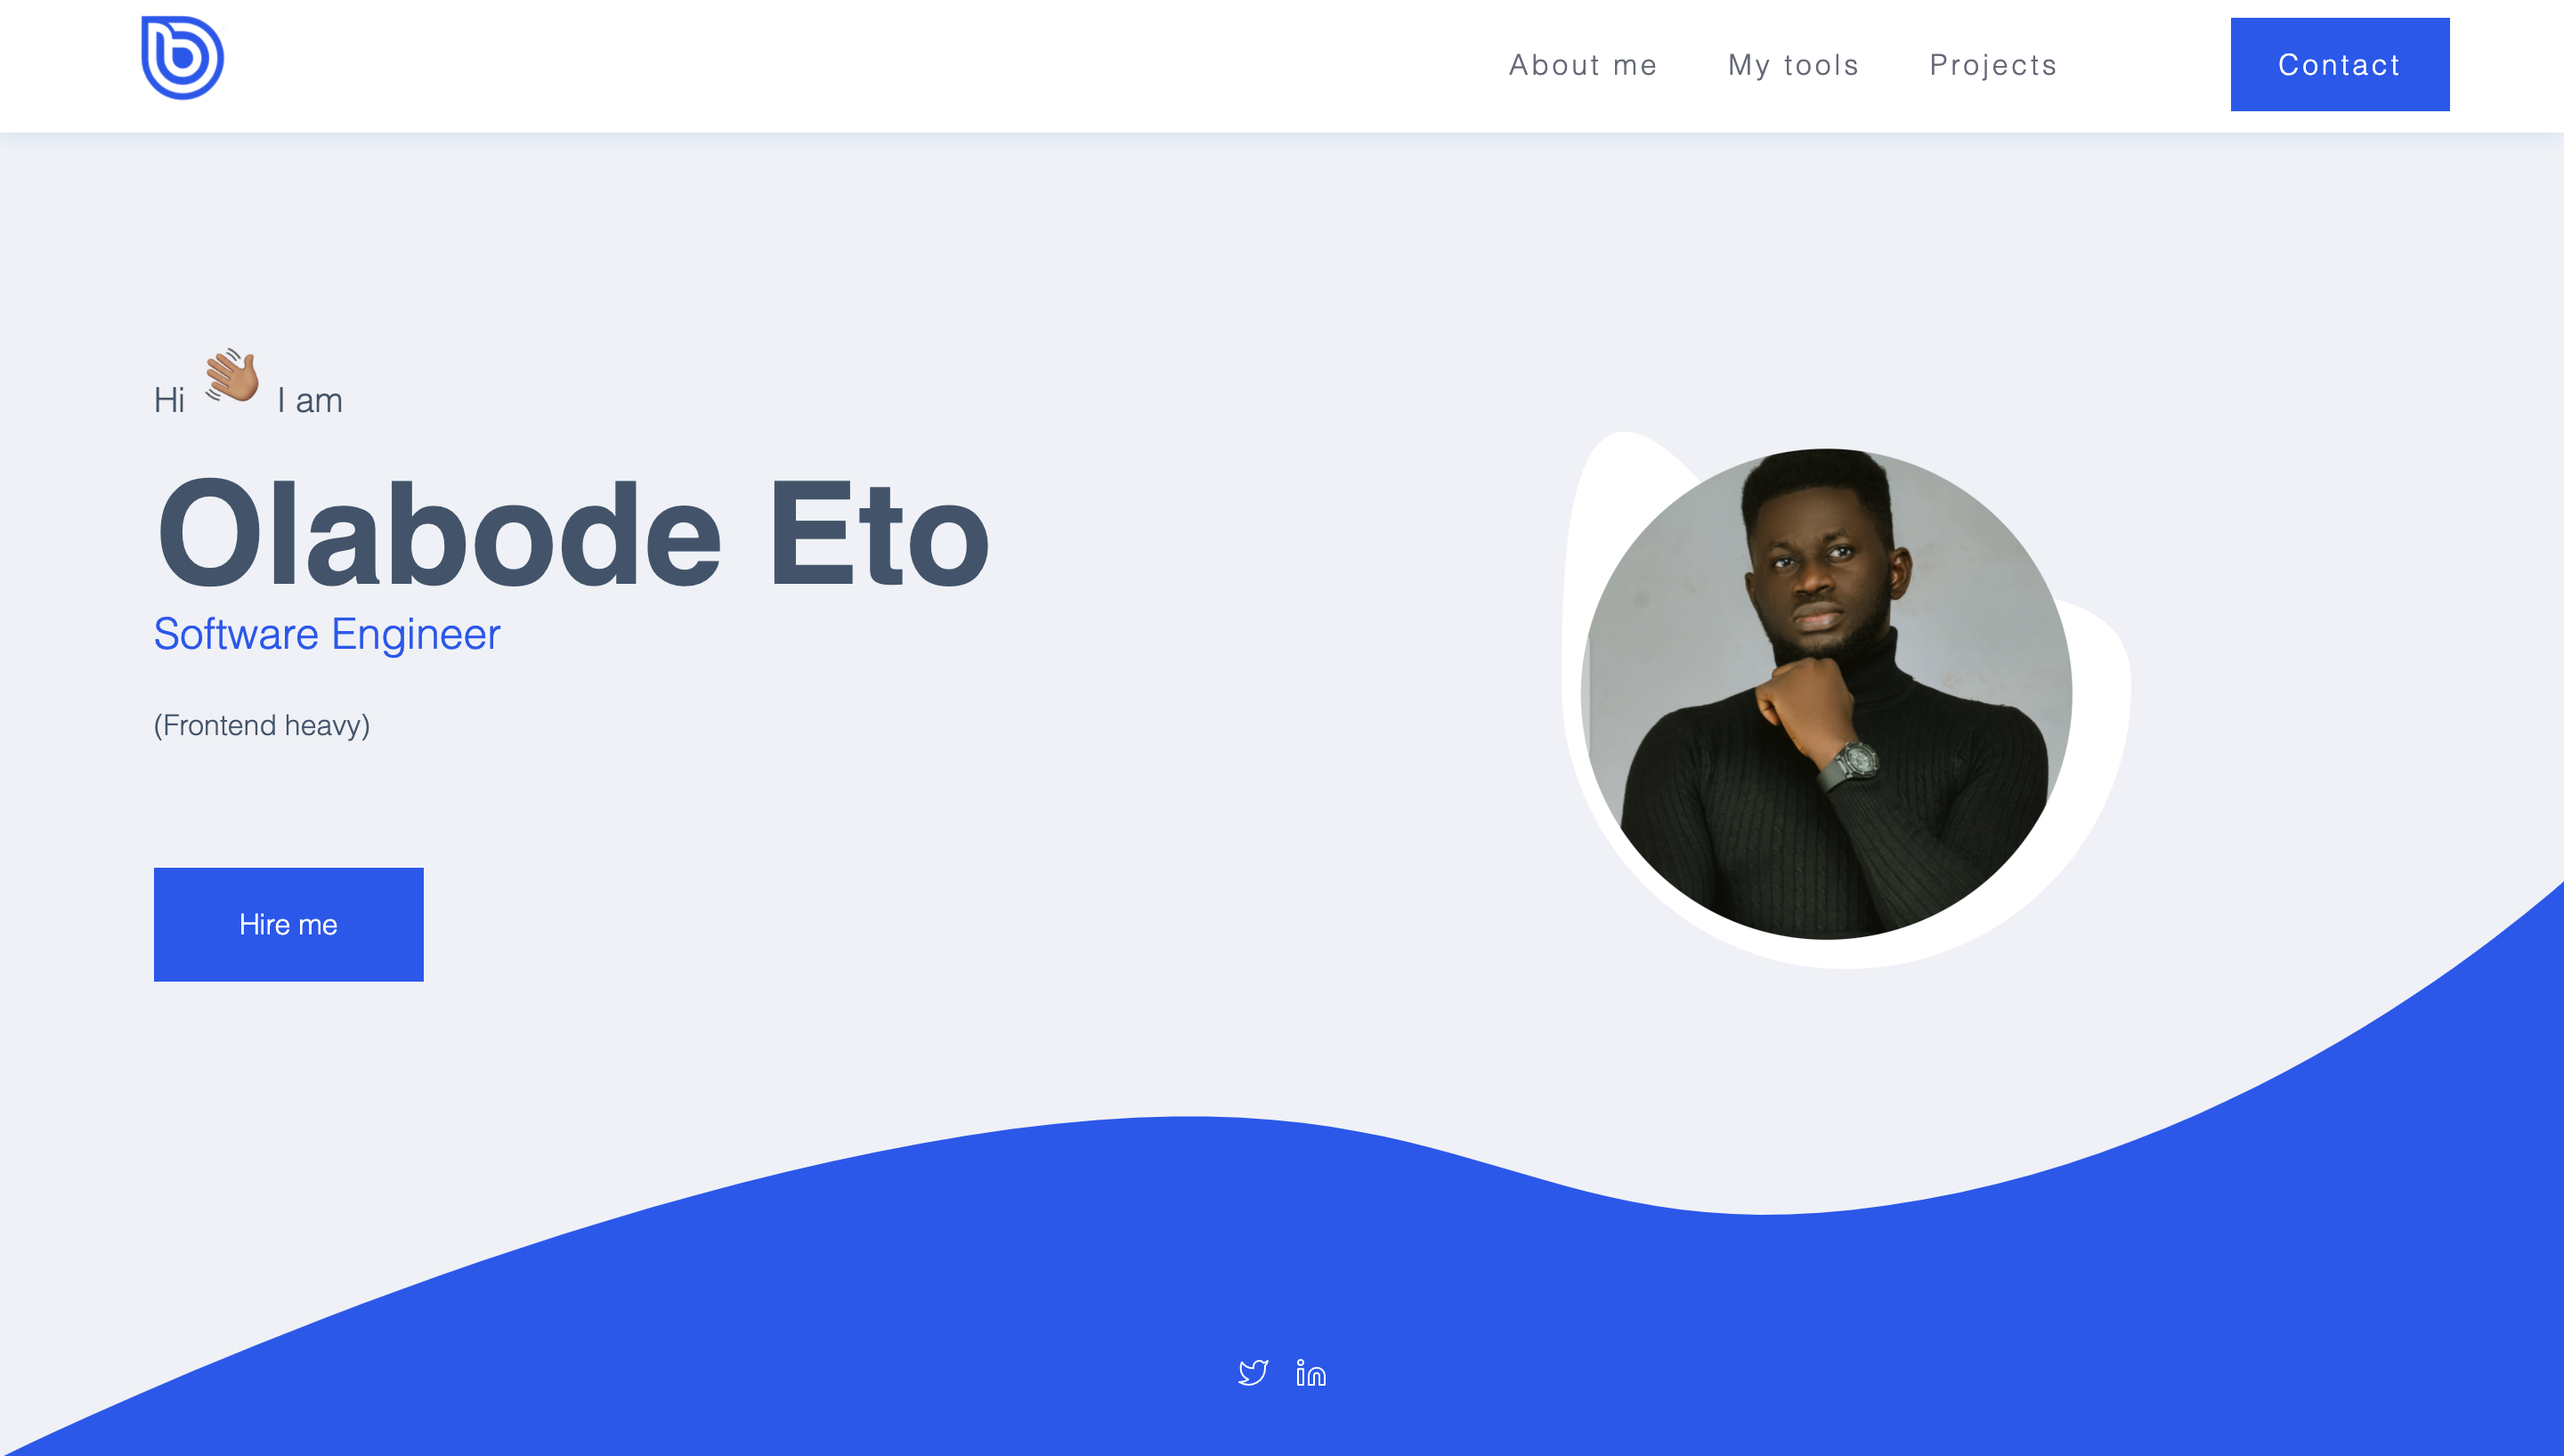 About me
My tools
Projects
Contact
Hi 👋🏽 I am
Olabode Eto
Software Engineer
(Frontend heavy)
Hire me